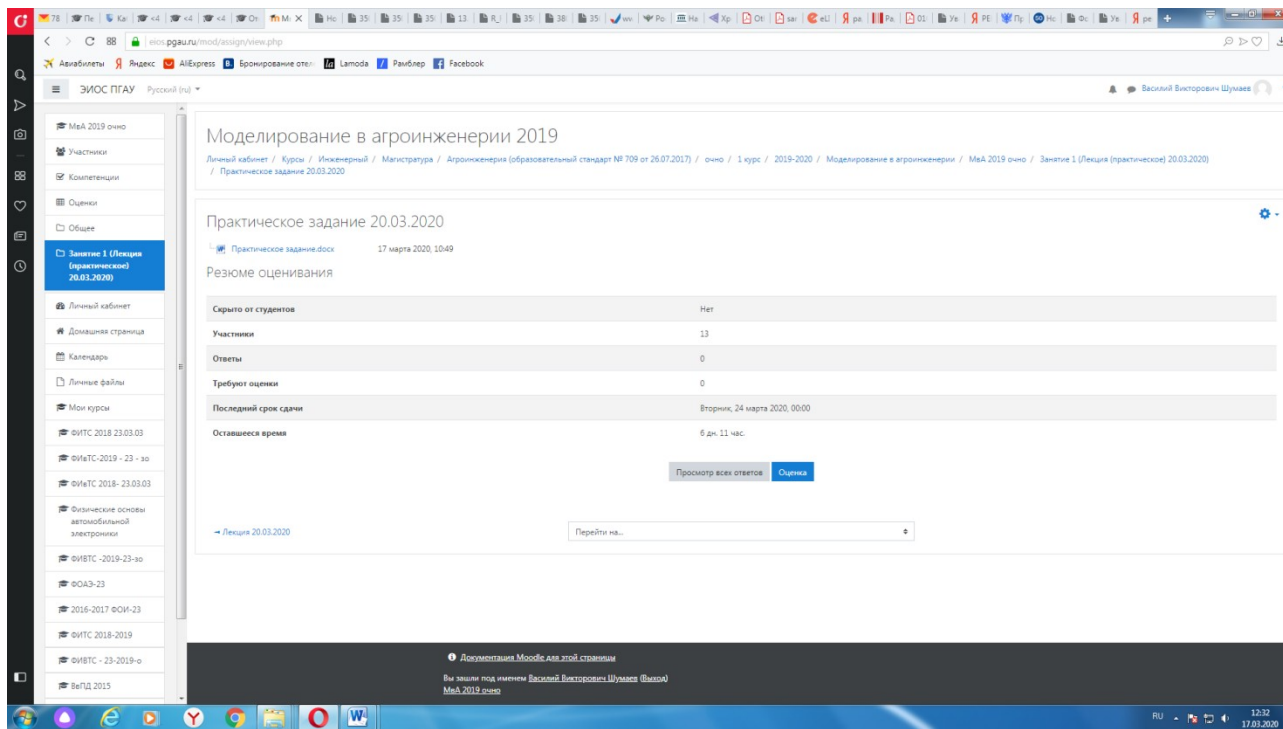 eios.pgau.ru/mod/assign/view.php
88
Авиабилеты Яндекс AliExpress Бронирование отел Lamoda Рамблер Facebook
ЭИОС ПГАУ Русский (ru)
Василий Викторович Шумаев
МвА 2019 очно
Участники
Компетенции
Оценки
Общее
Занятие 1 (Лекция
(практическое)
20.03.2020)
Личный кабинет
Домашняя страница
Календарь
Личные файлы
Мои курсы
ФИТС 2018 23.03.03
ФИвТС-2019 - 23 - зо
ФИвТС 2018- 23.03.03
Физические основы
автомобильной
электроники
ФИВТС -2019-23-зо
ФОАЭ-23
2016-2017 ФОИ-23
ФИТС 2018-2019
ФИВТС - 23-2019-о
ВеПД 2015
Моделирование в агроинженерии 2019
Личный кабинет / Курсы / Инженерный / Магистратура / Агроинженерия (образовательный стандарт № 709 от 26.07.2017) / очно / 1 курс / 2019-2020 / Моделирование в агроинженерии / МвА 2019 очно / Занятие 1 (Лекция (практическое) 20.03.2020)
/ Практическое задание 20.03.2020
Практическое задание 20.03.2020
Практическое задание.docx 17 марта 2020, 10:49
Резюме оценивания
Скрыто от студентов Нет
Участники 13
Ответы 0
Требуют оценки 0
Последний срок сдачи Вторник, 24 марта 2020, 00:00
Оставшееся время 6 дн. 11 час.
Просмотр всех ответов Оценка
Лекция 20.03.2020 Перейти на...
Документация Moodle для этой страницы
Вы зашли под именем Василий Викторович Шумаев (Выход)
МвА 2019 очно
RU 12:32
17.03.2020